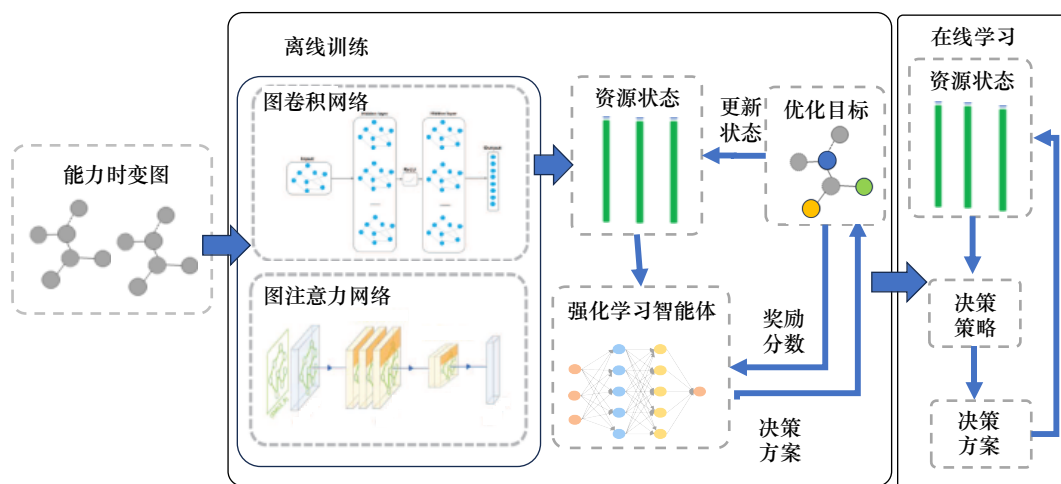 离线训练
在线学习
能力时变图
图卷积网络
图注意力网络
资源状态
更新
状态
优化目标
强化学习智能体
奖励
分数
决策
方案
资源状态
决策
策略
决策
方案